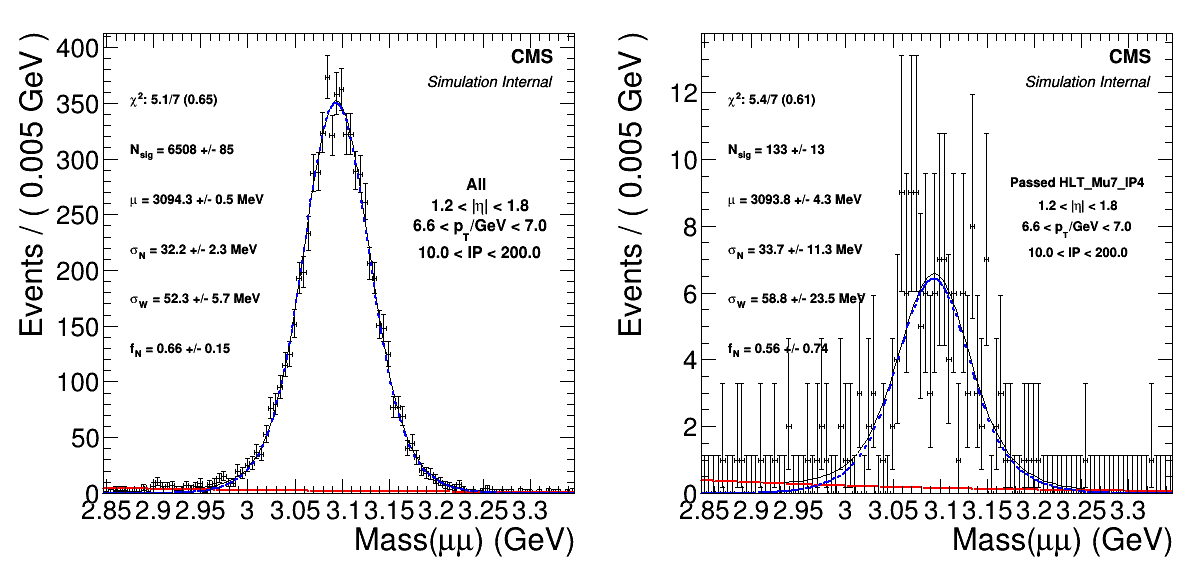 CMS
Simulation Internal
χ²: 5.1/7 (0.65)
N_sig = 6508 +/- 85
μ = 3094.3 +/- 0.5 MeV
σ_N = 32.2 +/- 2.3 MeV
σ_W = 52.3 +/- 5.7 MeV
f_N = 0.66 +/- 0.15
All
1.2 < |η| < 1.8
6.6 < p_T/GeV < 7.0
10.0 < IP < 200.0
Events / ( 0.005 GeV )
400
350
300
250
200
150
100
50
0
2.85 2.9 2.95 3 3.05 3.1 3.15 3.2 3.25 3.3
Mass(μμ) (GeV)
CMS
Simulation Internal
χ²: 5.4/7 (0.61)
N_sig = 133 +/- 13
μ = 3093.8 +/- 4.3 MeV
σ_N = 33.7 +/- 11.3 MeV
σ_W = 58.8 +/- 23.5 MeV
f_N = 0.56 +/- 0.74
Passed HLT_Mu7_IP4
1.2 < |η| < 1.8
6.6 < p_T/GeV < 7.0
10.0 < IP < 200.0
Events / ( 0.005 GeV )
12
10
8
6
4
2
0
2.85 2.9 2.95 3 3.05 3.1 3.15 3.2 3.25 3.3
Mass(μμ) (GeV)